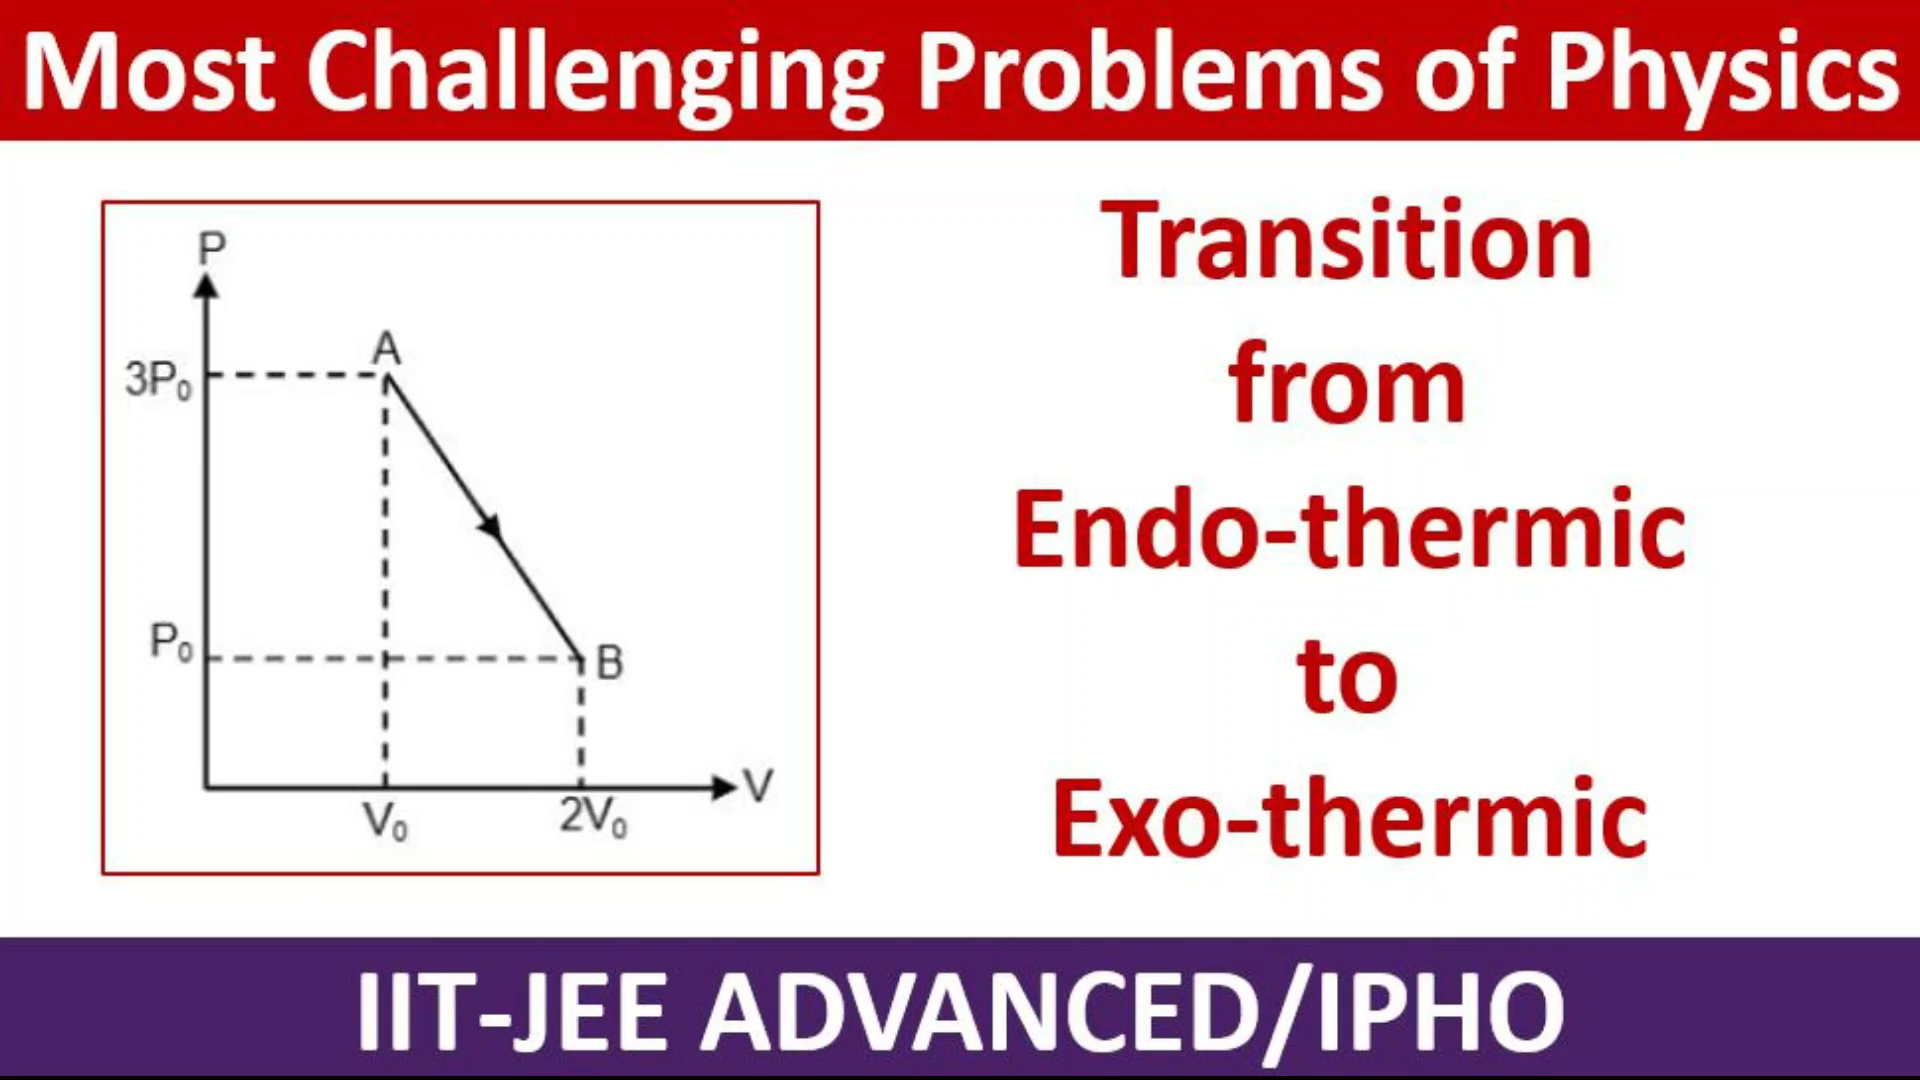 Most Challenging Problems of Physics
P
A
3P₀
P₀
B
V
V₀
2V₀
Transition
from
Endo-thermic
to
Exo-thermic
IIT-JEE ADVANCED/IPHO